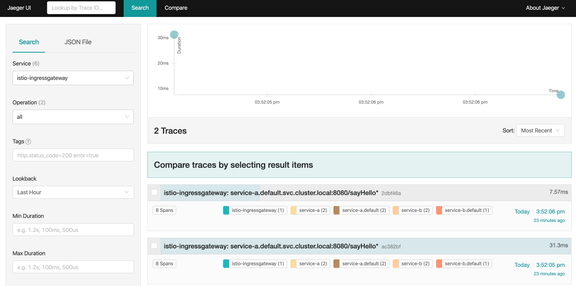 Jaeger UI
Lookup by Trace ID...
Search
Compare
About Jaeger
Search
JSON File
Service (6)
istio-ingressgateway
Operation (2)
all
Tags
http.status_code=200 error=true
Lookback
Last Hour
Min Duration
e.g. 1.2s, 100ms, 500us
Max Duration
e.g. 1.2s, 100ms, 500us
Duration
30ms
20ms
10ms
Time
03:52:05 pm
03:52:06 pm
03:52:06 pm
2 Traces
Sort: Most Recent
Compare traces by selecting result items
istio-ingressgateway: service-a.default.svc.cluster.local:8080/sayHello*
7.57ms
8 Spans
istio-ingressgateway (1)
service-a (2)
service-a.default (2)
service-b (2)
service-b.default (1)
Today
3:52:06 pm
23 minutes ago
istio-ingressgateway: service-a.default.svc.cluster.local:8080/sayHello*
31.3ms
8 Spans
istio-ingressgateway (1)
service-a (2)
service-a.default (2)
service-b (2)
service-b.default (1)
Today
3:52:05 pm
23 minutes ago